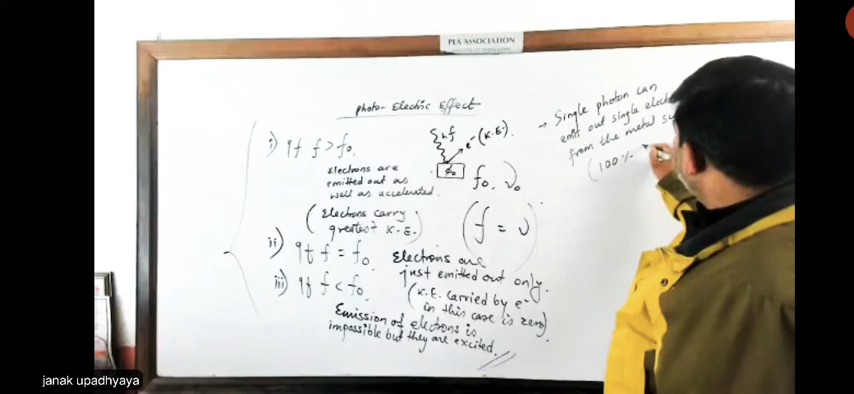 PLA ASSOCIATION
photo-Electric Effect
i) If f > f₀,
Electrons are
emitted out as
well as accelerated.
(Electrons carry
greatest K.E.)
hf
e⁻ (K.E).
ϕ₀
f₀, ν₀
(f = ν)
ii) If f = f₀
Electrons are
just emitted out only.
(K.E. carried by e⁻
in this case is zero).
iii) If f < f₀,
Emission of electrons is
impossible but they are excited.
→ Single photon can
emit out single
from the metal
(100%
janak upadhyaya